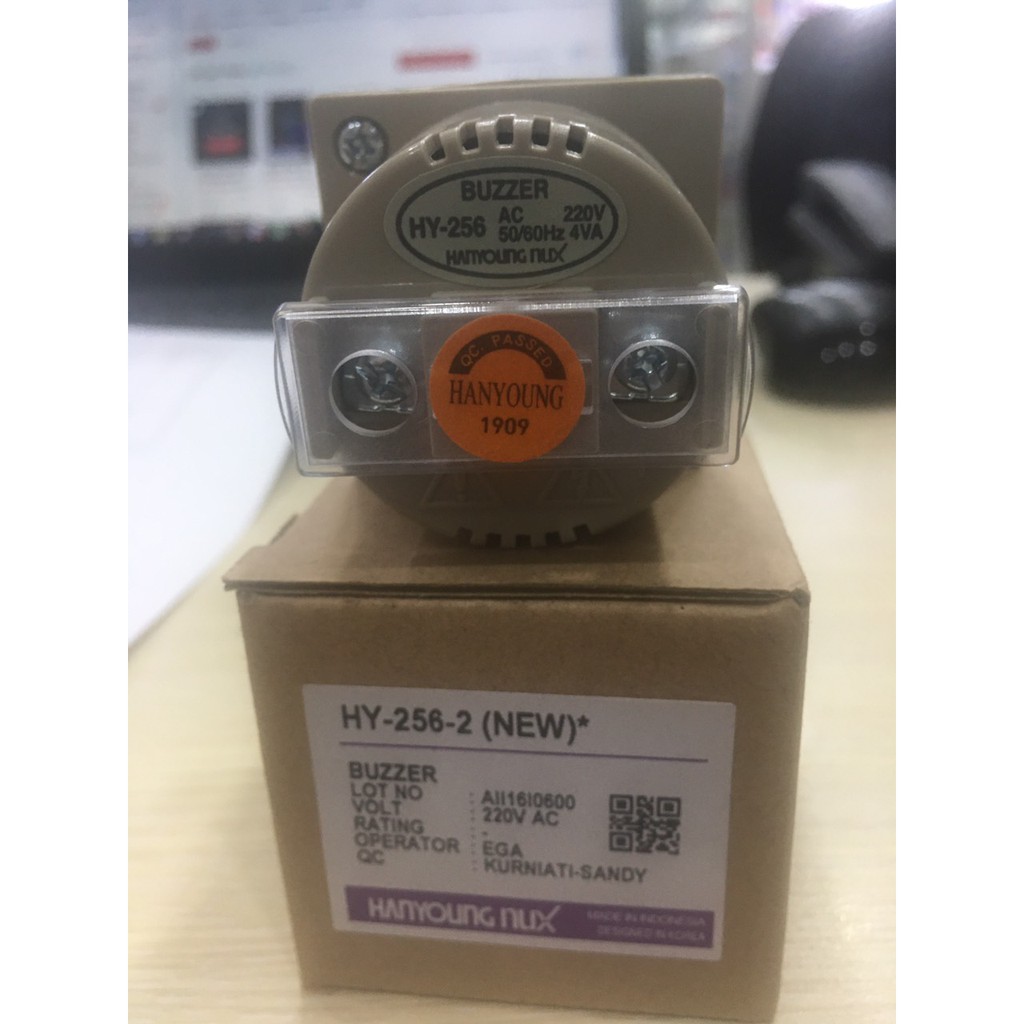 BUZZER
HY-256 AC 220V
50/60Hz 4VA
HANYOUNG NUX
QC. PASSED
HANYOUNG
1909
HY-256-2 (NEW)*
BUZZER
LOT NO : AII16I0600
VOLT : 220V AC
RATING : -
OPERATOR : EGA
QC : KURNIATI-SANDY
HANYOUNG NUX
MADE IN INDONESIA
DESIGNED IN KOREA